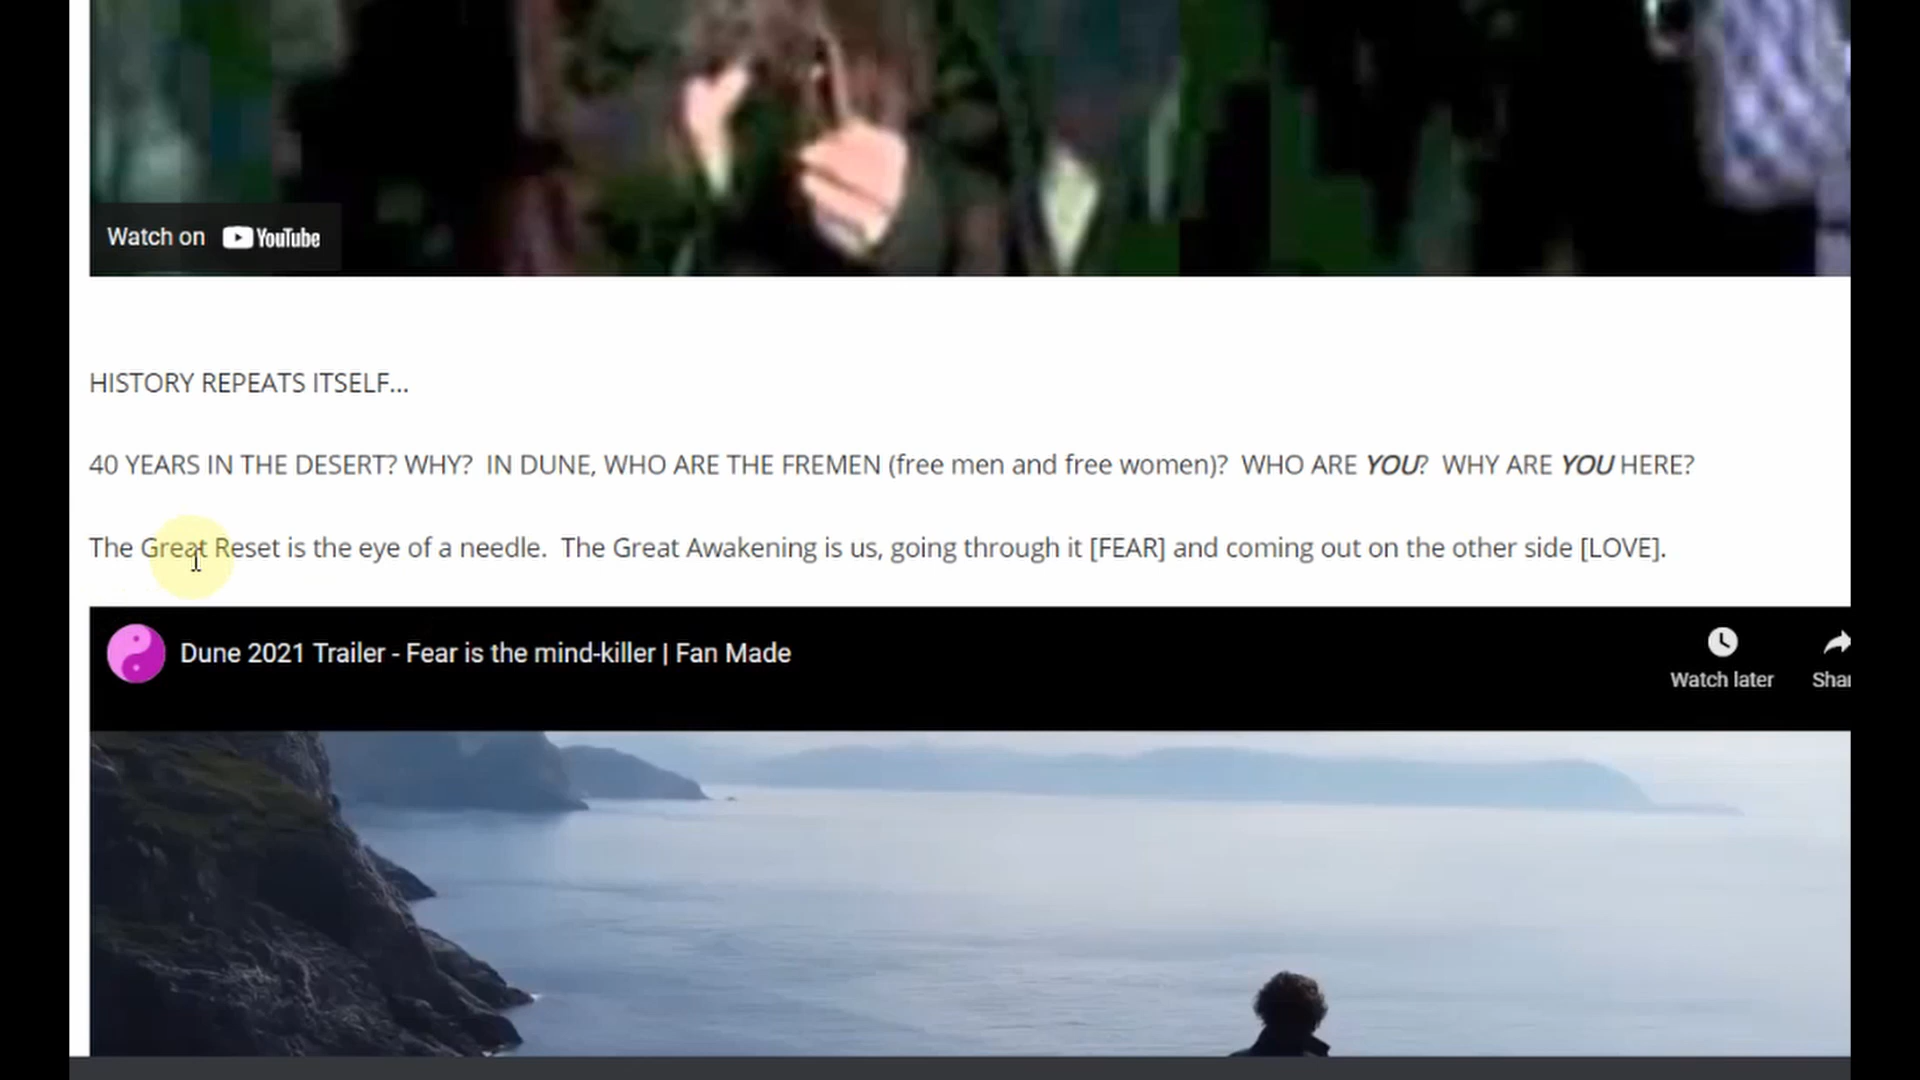 Watch on YouTube
HISTORY REPEATS ITSELF...
40 YEARS IN THE DESERT? WHY?  IN DUNE, WHO ARE THE FREMEN (free men and free women)?  WHO ARE YOU?  WHY ARE YOU HERE?
The Great Reset is the eye of a needle.  The Great Awakening is us, going through it [FEAR] and coming out on the other side [LOVE].
Dune 2021 Trailer - Fear is the mind-killer | Fan Made
Watch later